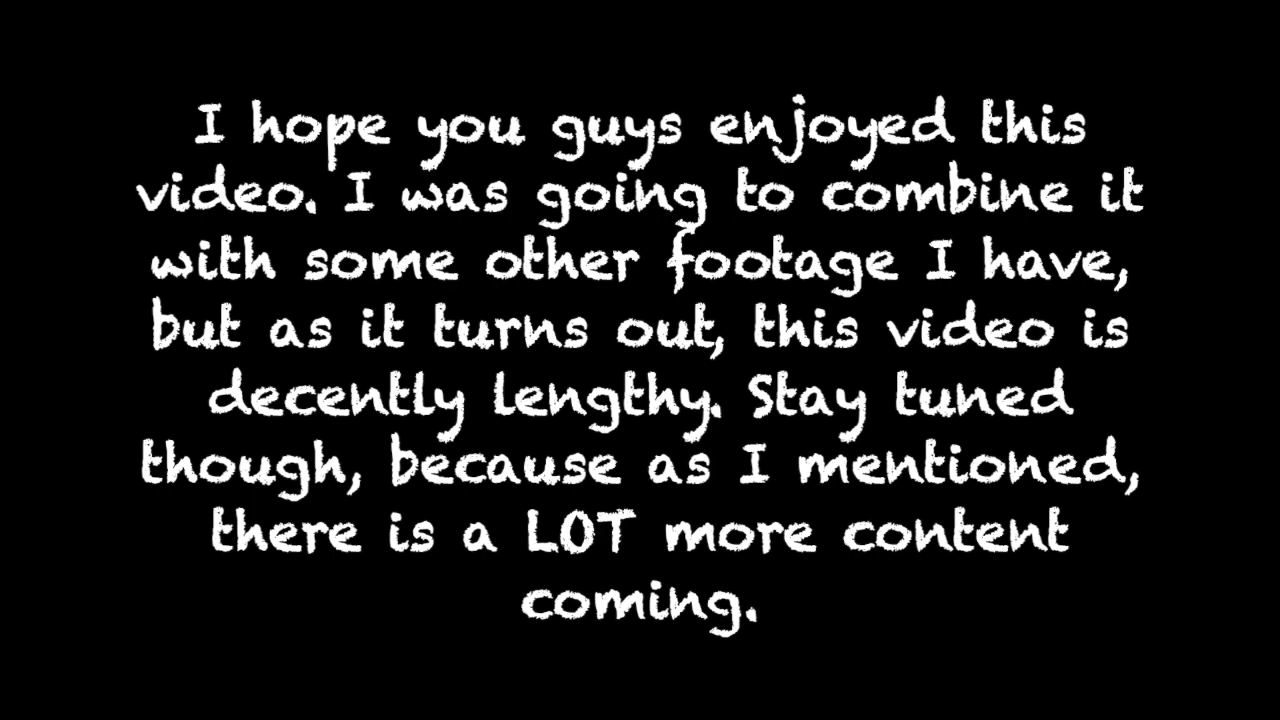 I hope you guys enjoyed this
video. I was going to combine it
with some other footage I have,
but as it turns out, this video is
decently lengthy. Stay tuned
though, because as I mentioned,
there is a LOT more content
coming.